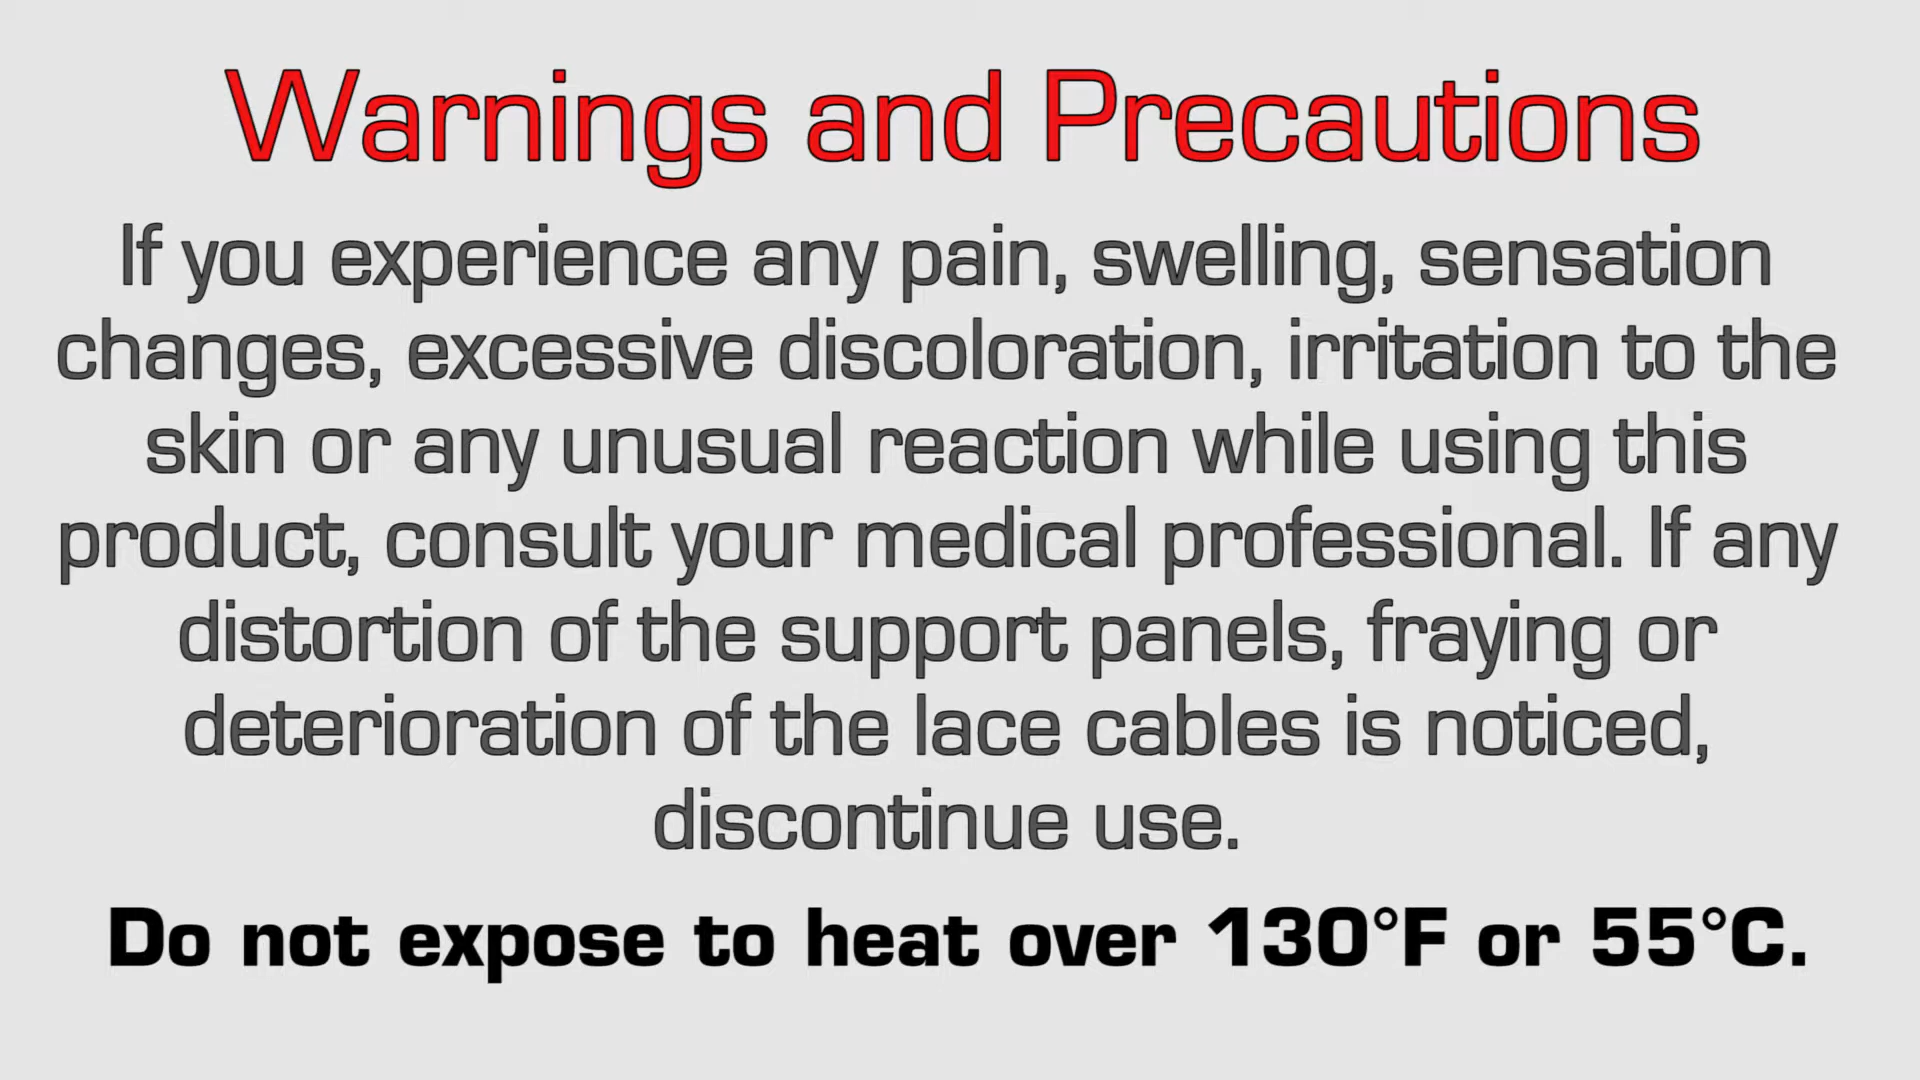 Warnings and Precautions
If you experience any pain, swelling, sensation
changes, excessive discoloration, irritation to the
skin or any unusual reaction while using this
product, consult your medical professional. If any
distortion of the support panels, fraying or
deterioration of the lace cables is noticed,
discontinue use.
Do not expose to heat over 130°F or 55°C.